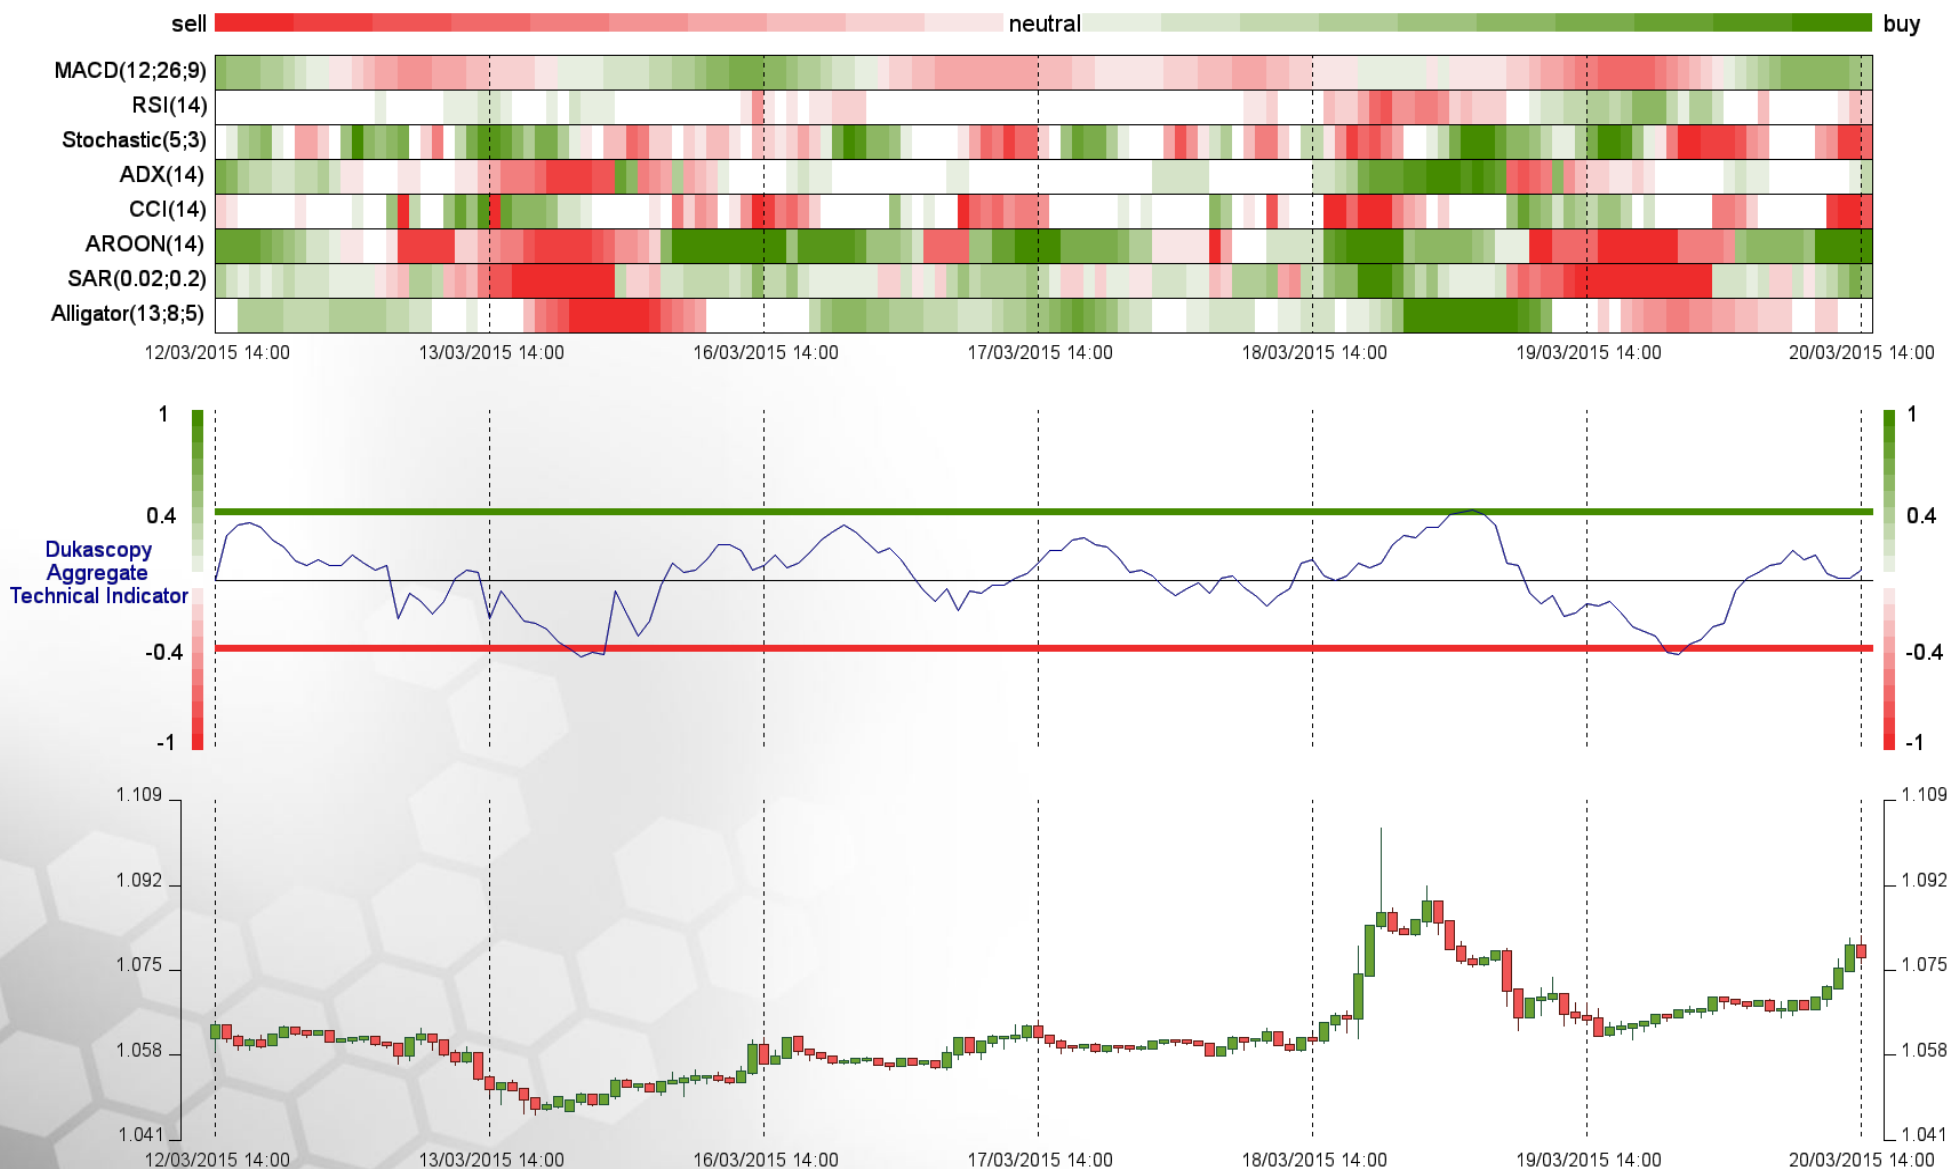 sell neutral buy
MACD(12;26;9)
RSI(14)
Stochastic(5;3)
ADX(14)
CCI(14)
AROON(14)
SAR(0.02;0.2)
Alligator(13;8;5)
12/03/2015 14:00 13/03/2015 14:00 16/03/2015 14:00 17/03/2015 14:00 18/03/2015 14:00 19/03/2015 14:00 20/03/2015 14:00
1 1
0.4 0.4
Dukascopy
Aggregate
Technical Indicator
-0.4 -0.4
-1 -1
1.109 1.109
1.092 1.092
1.075 1.075
1.058 1.058
1.041 1.041
12/03/2015 14:00 13/03/2015 14:00 16/03/2015 14:00 17/03/2015 14:00 18/03/2015 14:00 19/03/2015 14:00 20/03/2015 14:00